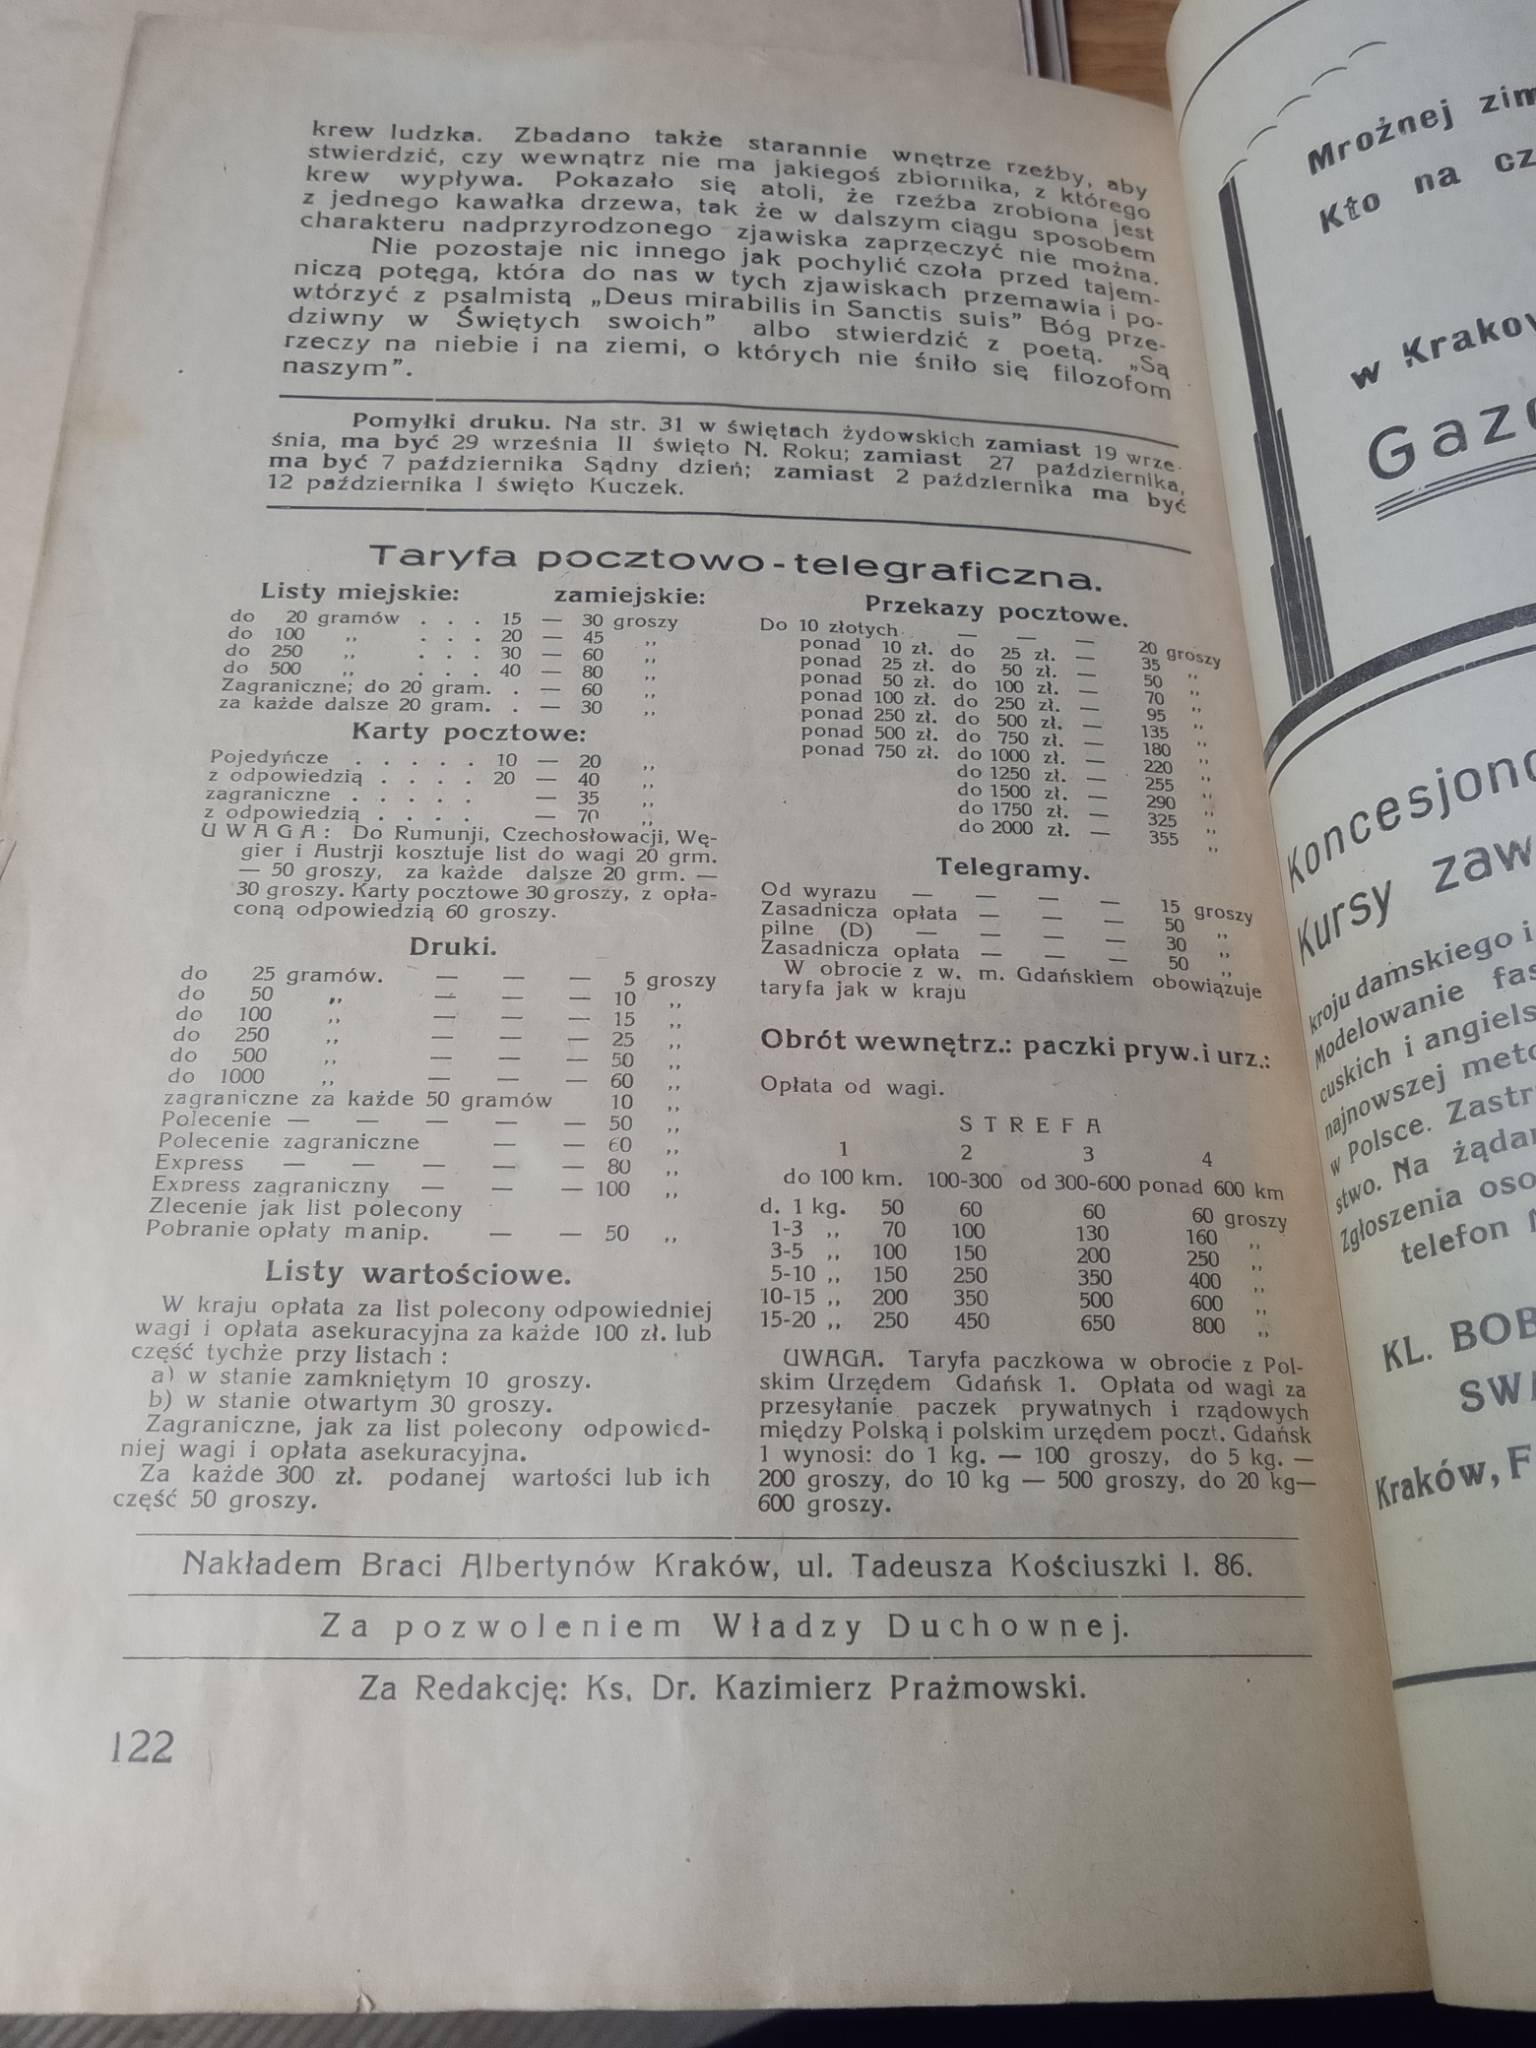 krew ludzka. Zbadano także starannie wnętrze rzeźby, aby
stwierdzić, czy wewnątrz nie ma jakiegoś zbiornika, z którego
krew wypływa. Pokazało się atoli, że rzeźba zrobiona jest
z jednego kawałka drzewa, tak że w dalszym ciągu sposobem
charakteru nadprzyrodzonego zjawiska zaprzeczyć nie można.
Nie pozostaje nic innego jak pochylić czoła przed tajem-
niczą potęgą, która do nas w tych zjawiskach przemawia i po-
wtórzyć z psalmistą „Deus mirabilis in Sanctis suis” Bóg prze-
dziwny w Świętych swoich” albo stwierdzić z poetą. „Są
rzeczy na niebie i na ziemi, o których nie śniło się filozofom
naszym”.
Pomyłki druku. Na str. 31 w świętach żydowskich zamiast 19 wrze-
śnia, ma być 29 września II święto N. Roku; zamiast 27 października,
ma być 7 października Sądny dzień; zamiast 2 października ma być
12 października I święto Kuczek.
Taryfa pocztowo-telegraficzna.
Listy miejskie: zamiejskie:
do 20 gramów . . . 15 — 30 groszy
do 100 „ . . . 20 — 45 „
do 250 „ . . . 30 — 60 „
do 500 „ . . . 40 — 80 „
Zagraniczne; do 20 gram. . — 60 „
za każde dalsze 20 gram. . — 30 „
Karty pocztowe:
Pojedyńcze . . . . . 10 — 20 „
z odpowiedzią . . . . 20 — 40 „
zagraniczne . . . . . — 35 „
z odpowiedzią . . . . — 70 „
UWAGA: Do Rumunji, Czechosłowacji, Wę-
gier i Austrji kosztuje list do wagi 20 grm.
— 50 groszy, za każde dalsze 20 grm. —
30 groszy. Karty pocztowe 30 groszy, z opła-
coną odpowiedzią 60 groszy.
Druki.
do 25 gramów. — — — 5 groszy
do 50 „ — — — 10 „
do 100 „ — — — 15 „
do 250 „ — — — 25 „
do 500 „ — — — 50 „
do 1000 „ — — — 60 „
zagraniczne za każde 50 gramów 10 „
Polecenie — — — — — 50 „
Polecenie zagraniczne — — 60 „
Express — — — — — 80 „
Express zagraniczny — — — 100 „
Zlecenie jak list polecony
Pobranie opłaty manip. — — 50 „
Listy wartościowe.
W kraju opłata za list polecony odpowiedniej
wagi i opłata asekuracyjna za każde 100 zł. lub
część tychże przy listach :
a) w stanie zamkniętym 10 groszy.
b) w stanie otwartym 30 groszy.
Zagraniczne, jak za list polecony odpowied-
niej wagi i opłata asekuracyjna.
Za każde 300 zł. podanej wartości lub ich
część 50 groszy.
Przekazy pocztowe.
Do 10 złotych — — — 20 groszy
ponad 10 zł. do 25 zł. — 35 „
ponad 25 zł. do 50 zł. — 50 „
ponad 50 zł. do 100 zł. — 70 „
ponad 100 zł. do 250 zł. — 95 „
ponad 250 zł. do 500 zł. — 135 „
ponad 500 zł. do 750 zł. — 180 „
ponad 750 zł. do 1000 zł. — 220 „
do 1250 zł. — 255 „
do 1500 zł. — 290 „
do 1750 zł. — 325 „
do 2000 zł. — 355 „
Telegramy.
Od wyrazu — — — — 15 groszy
Zasadnicza opłata — — — 50 „
pilne (D) — — — — 30 „
Zasadnicza opłata — — — 50 „
W obrocie z w. m. Gdańskiem obowiązuje
taryfa jak w kraju
Obrót wewnętrz.: paczki pryw. i urz.:
Opłata od wagi.
STREFA
1 2 3 4
do 100 km. 100-300 od 300-600 ponad 600 km
d. 1 kg. 50 60 60 60 groszy
1-3 „ 70 100 130 160 „
3-5 „ 100 150 200 250 „
5-10 „ 150 250 350 400 „
10-15 „ 200 350 500 600 „
15-20 „ 250 450 650 800 „
UWAGA. Taryfa paczkowa w obrocie z Pol-
skim Urzędem Gdańsk 1. Opłata od wagi za
przesyłanie paczek prywatnych i rządowych
między Polską i polskim urzędem poczt. Gdańsk
1 wynosi: do 1 kg. — 100 groszy, do 5 kg. —
200 groszy, do 10 kg — 500 groszy, do 20 kg—
600 groszy.
Nakładem Braci Albertynów Kraków, ul. Tadeusza Kościuszki l. 86.
Za pozwoleniem Władzy Duchownej.
Za Redakcję: Ks. Dr. Kazimierz Prażmowski.
122
Mroźnej
Kto na
w
Kursy
kroju damskiego i
Modelowanie
cuskich i
najnowszej
w Polsce.
stwo. Na
Zgłoszenia
telefon
KL.
Kraków,